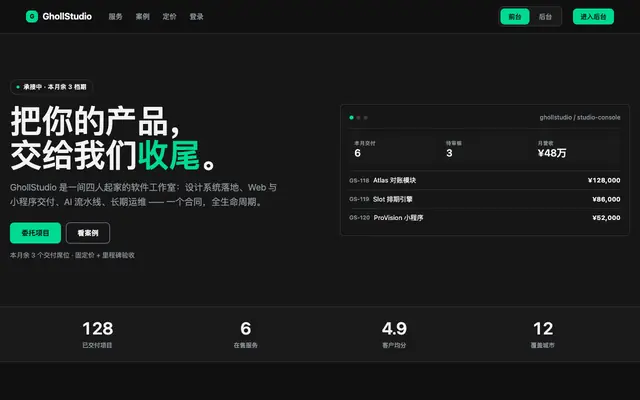 G GhollStudio 服务 案例 定价 登录 前台 后台 进入后台
承接中 · 本月余 3 档期
把你的产品，
交给我们收尾。
GhollStudio 是一间四人起家的软件工作室：设计系统落地、Web 与
小程序交付、AI 流水线、长期运维 —— 一个合同，全生命周期。
委托项目 看案例
本月余 3 个交付席位 · 固定价 + 里程碑验收
ghollstudio / studio-console
本月交付 待审稿 月营收
6 3 ¥48万
GS-118 Atlas 对账模块 ¥128,000
GS-119 Slot 排期引擎 ¥86,000
GS-120 ProVision 小程序 ¥52,000
128 6 4.9 12
已交付项目 在售服务 客户均分 覆盖城市